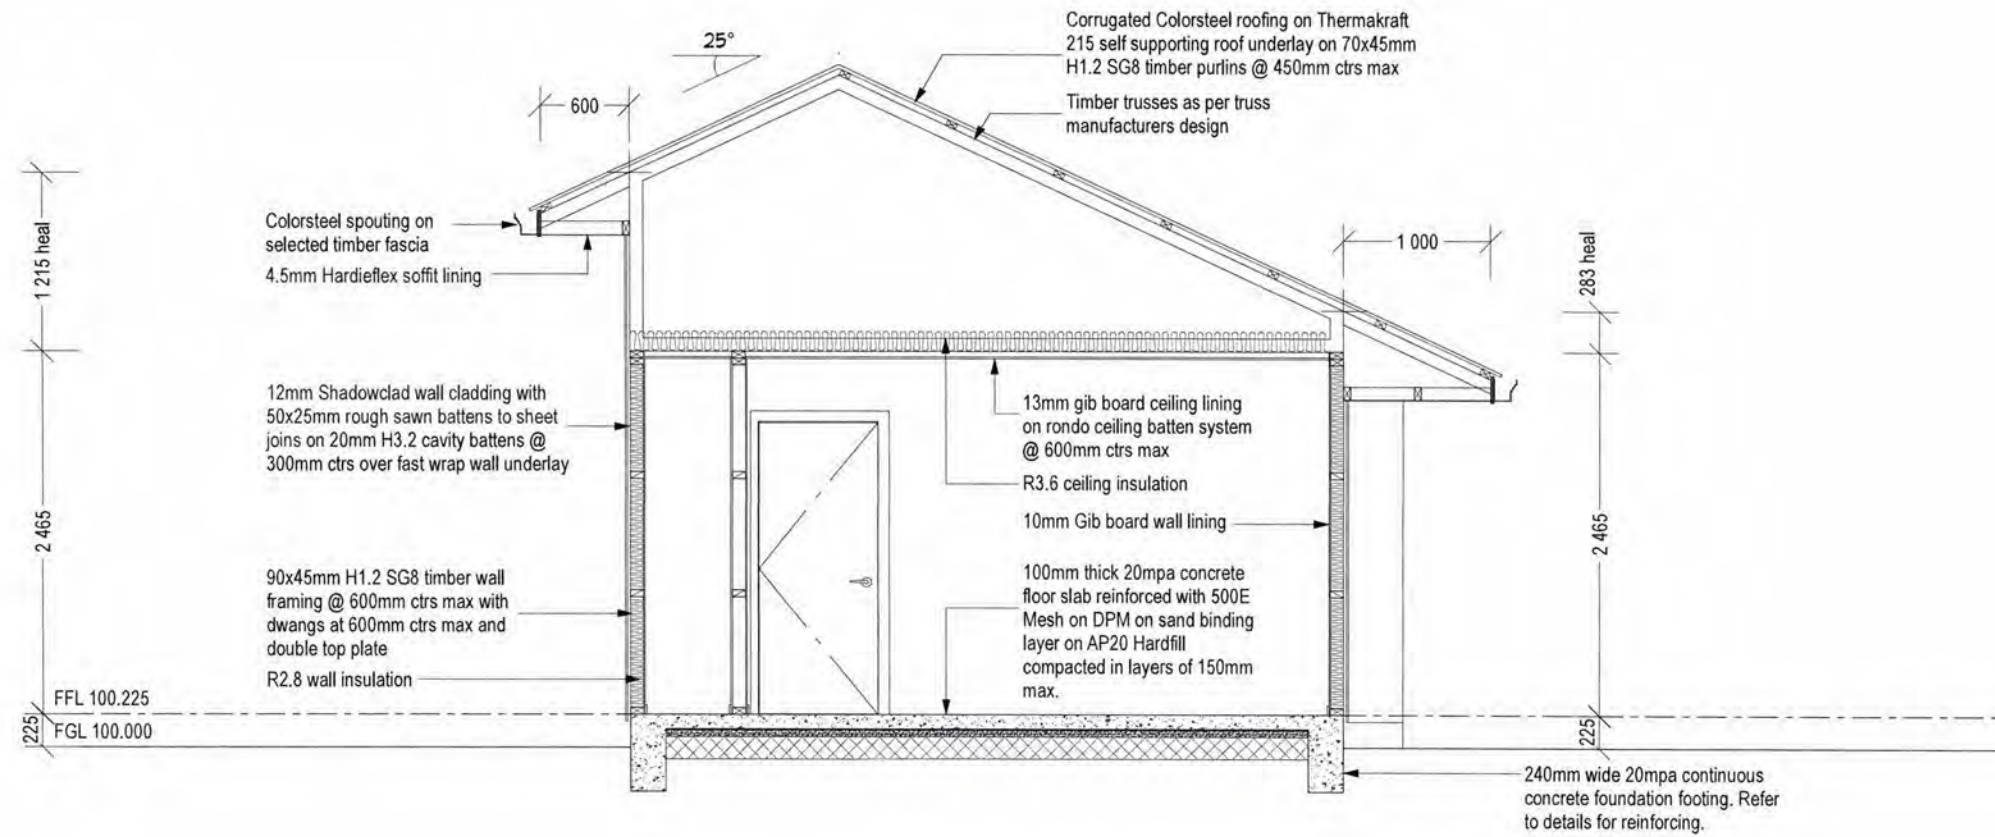 Corrugated Colorsteel roofing on Thermakraft
215 self supporting roof underlay on 70x45mm
H1.2 SG8 timber purlins @ 450mm ctrs max
25°
600
Timber trusses as per truss
manufacturers design
Colorsteel spouting on
selected timber fascia
4.5mm Hardieflex soffit lining
1 215 heal
1 000
283 heal
12mm Shadowclad wall cladding with
50x25mm rough sawn battens to sheet
joins on 20mm H3.2 cavity battens @
300mm ctrs over fast wrap wall underlay
13mm gib board ceiling lining
on rondo ceiling batten system
@ 600mm ctrs max
R3.6 ceiling insulation
10mm Gib board wall lining
2 465
2 465
90x45mm H1.2 SG8 timber wall
framing @ 600mm ctrs max with
dwangs at 600mm ctrs max and
double top plate
R2.8 wall insulation
100mm thick 20mpa concrete
floor slab reinforced with 500E
Mesh on DPM on sand binding
layer on AP20 Hardfill
compacted in layers of 150mm
max.
FFL 100.225
FGL 100.000
225
225
240mm wide 20mpa continuous
concrete foundation footing. Refer
to details for reinforcing.